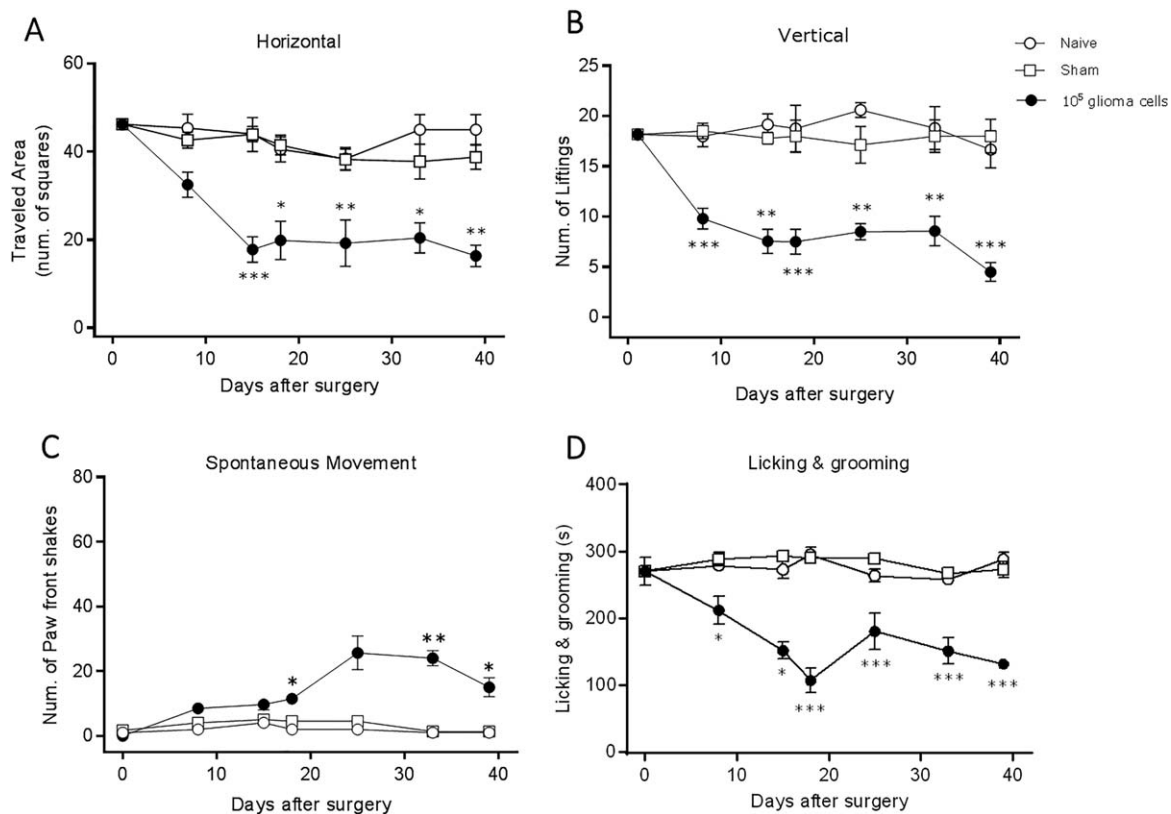 A
Horizontal
60
40
20
0
Traveled Area
(num. of squares)
*
**
*
**
***
0 10 20 30 40
Days after surgery
B
Vertical
25
20
15
10
5
0
Num. of Liftings
**
**
**
***
***
***
0 10 20 30 40
Days after surgery
Naive
Sham
10⁵ glioma cells
C
Spontaneous Movement
80
60
40
20
0
Num. of Paw front shakes
*
**
*
0 10 20 30 40
Days after surgery
D
Licking & grooming
400
300
200
100
0
Licking & grooming (s)
*
*
***
***
***
***
0 10 20 30 40
Days after surgery